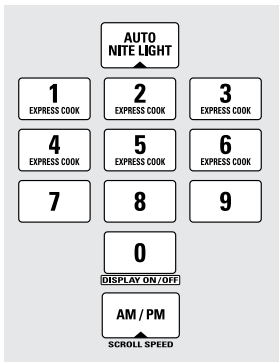 AUTO
NITE LIGHT
1 2 3
EXPRESS COOK EXPRESS COOK EXPRESS COOK
4 5 6
EXPRESS COOK EXPRESS COOK EXPRESS COOK
7 8 9
0
DISPLAY ON/OFF
AM / PM
SCROLL SPEED